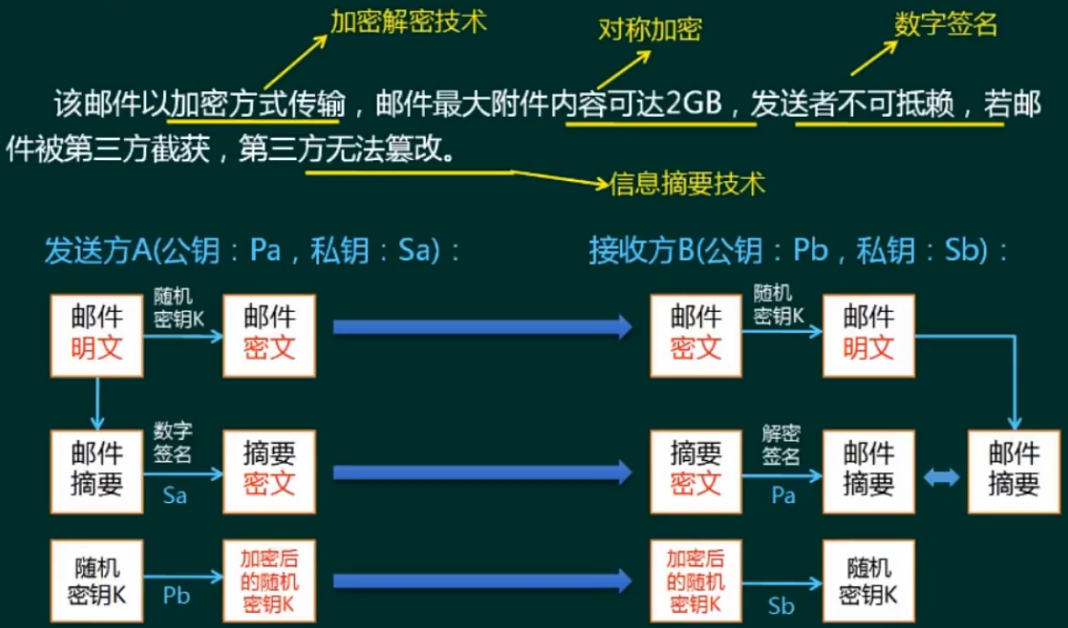 加密解密技术
对称加密
数字签名
该邮件以加密方式传输，邮件最大附件内容可达2GB，发送者不可抵赖，若邮
件被第三方截获，第三方无法篡改。
信息摘要技术
发送方A(公钥：Pa，私钥：Sa)：
接收方B(公钥：Pb，私钥：Sb)：
邮件
明文
随机
密钥K
邮件
密文
邮件
密文
随机
密钥K
邮件
明文
邮件
摘要
数字
签名
Sa
摘要
密文
摘要
密文
解密
签名
Pa
邮件
摘要
邮件
摘要
随机
密钥K
Pb
加密后
的随机
密钥K
加密后
的随机
密钥K
Sb
随机
密钥K